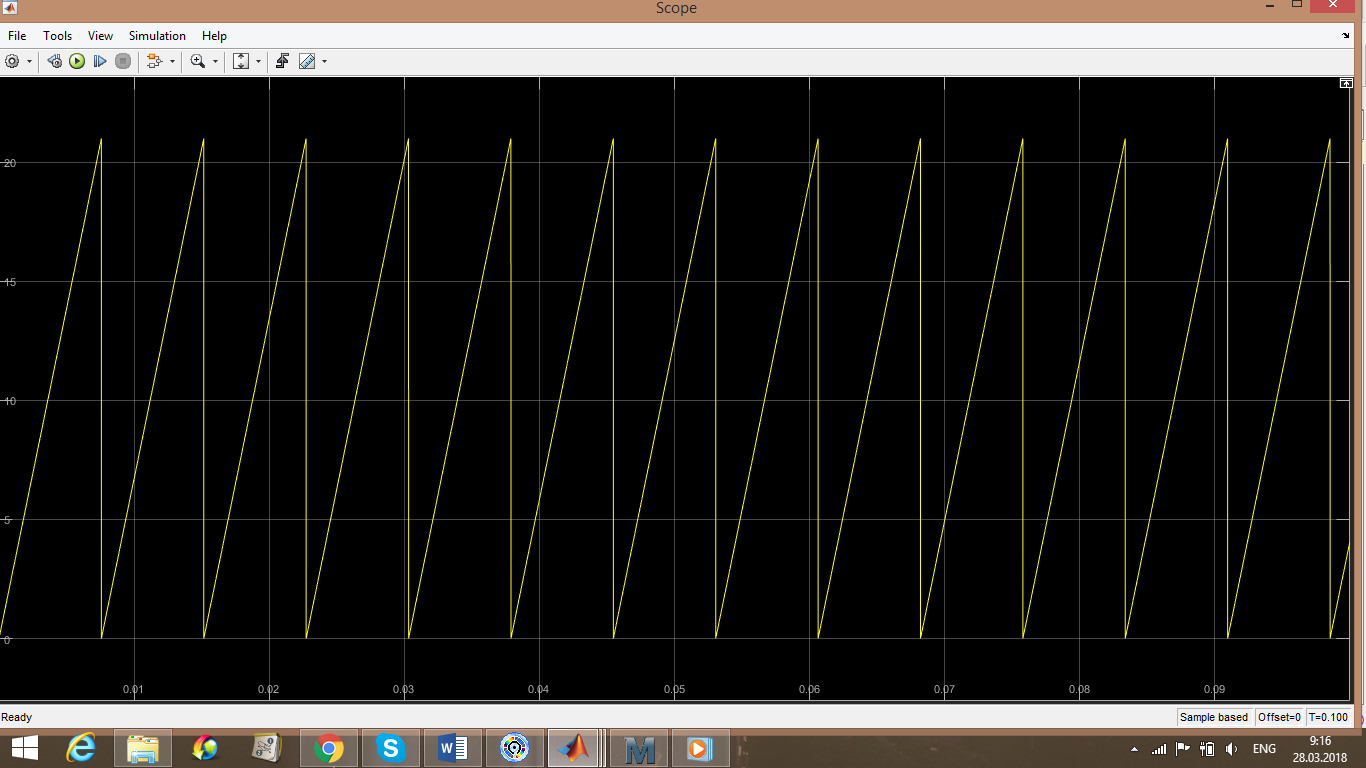 Scope
File Tools View Simulation Help
20
15
10
5
0
0.01 0.02 0.03 0.04 0.05 0.06 0.07 0.08 0.09
Ready Sample based Offset=0 T=0.100
9:16
ENG
28.03.2018